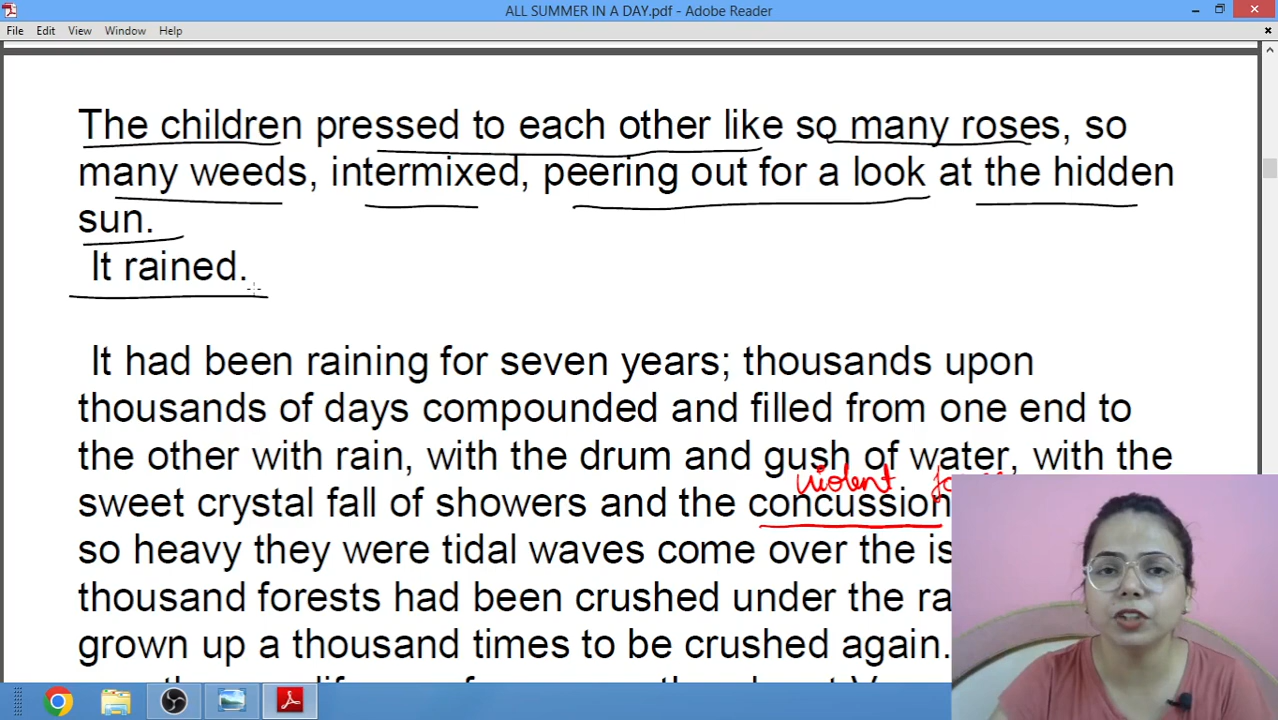 ALL SUMMER IN A DAY.pdf - Adobe Reader
File Edit View Window Help
The children pressed to each other like so many roses, so
many weeds, intermixed, peering out for a look at the hidden
sun.
It rained.
It had been raining for seven years; thousands upon
thousands of days compounded and filled from one end to
the other with rain, with the drum and gush of water, with the
violent
sweet crystal fall of showers and the concussion
so heavy they were tidal waves come over the
thousand forests had been crushed under the
grown up a thousand times to be crushed again.